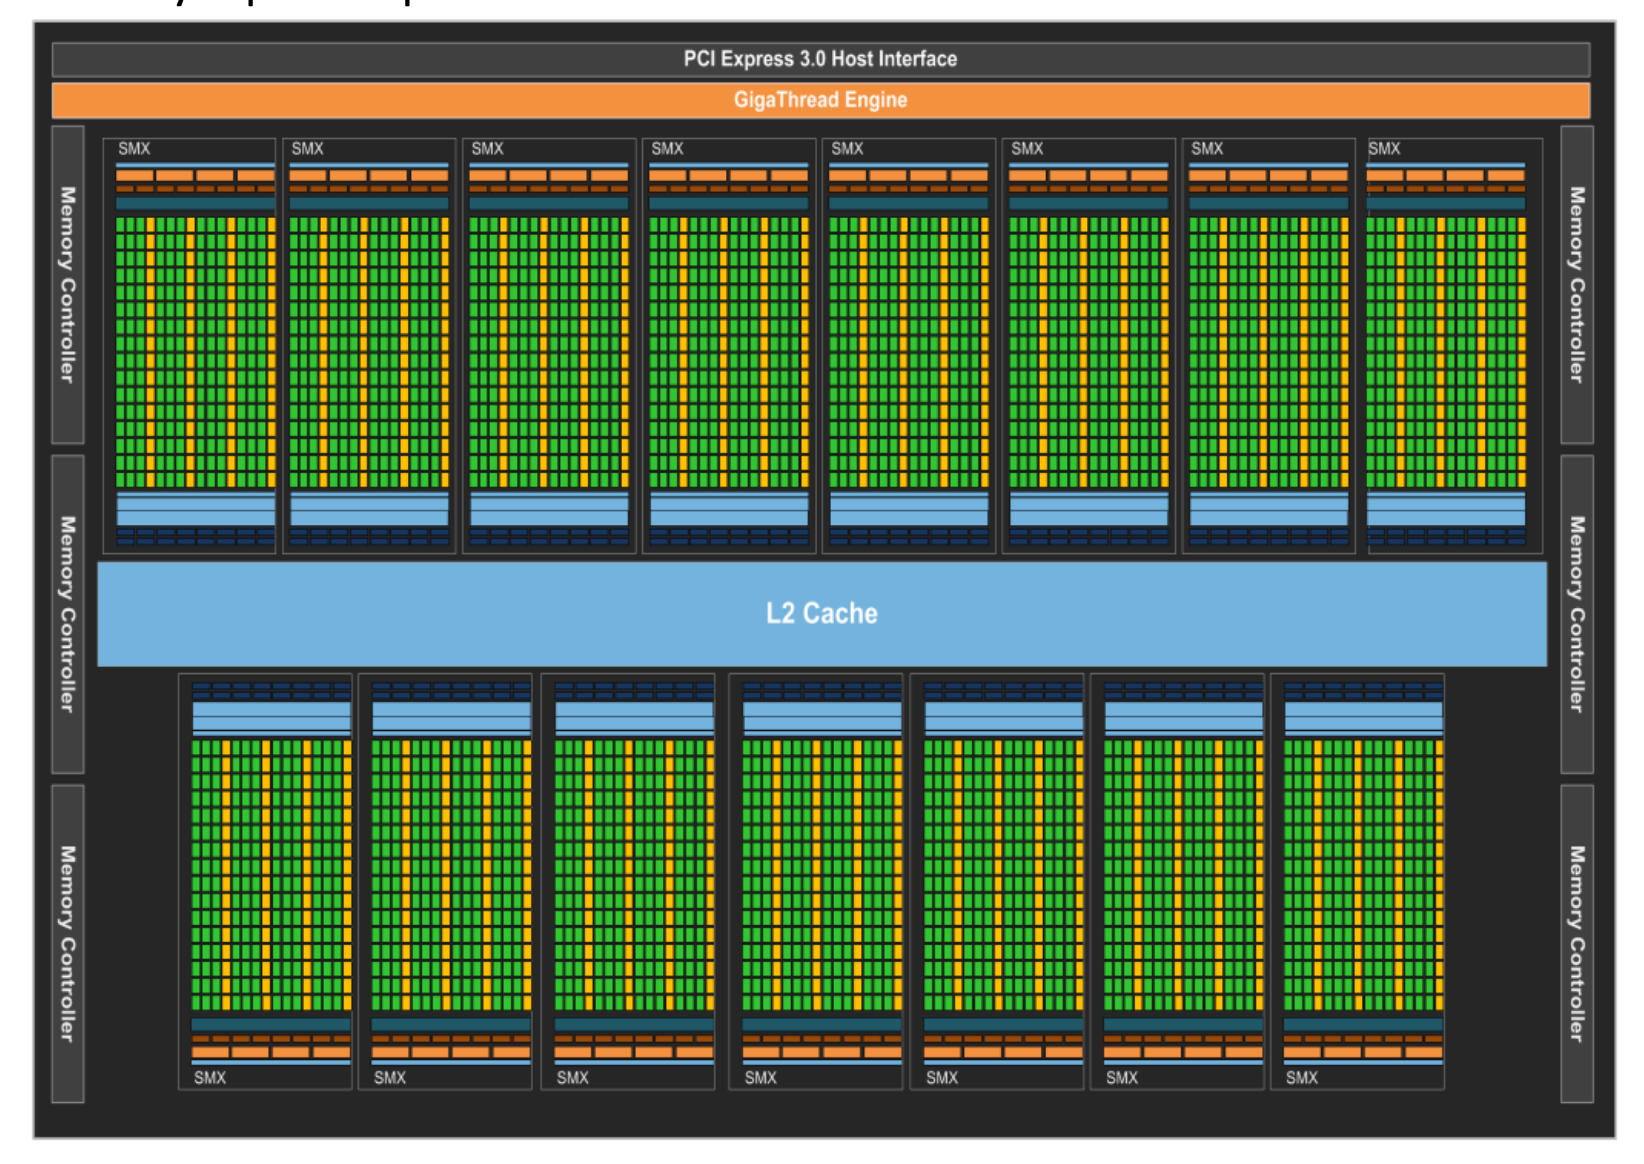 PCI Express 3.0 Host Interface
GigaThread Engine
SMX SMX SMX SMX SMX SMX SMX SMX
Memory Controller
Memory Controller
Memory Controller
Memory Controller
L2 Cache
Memory Controller
Memory Controller
SMX SMX SMX SMX SMX SMX SMX